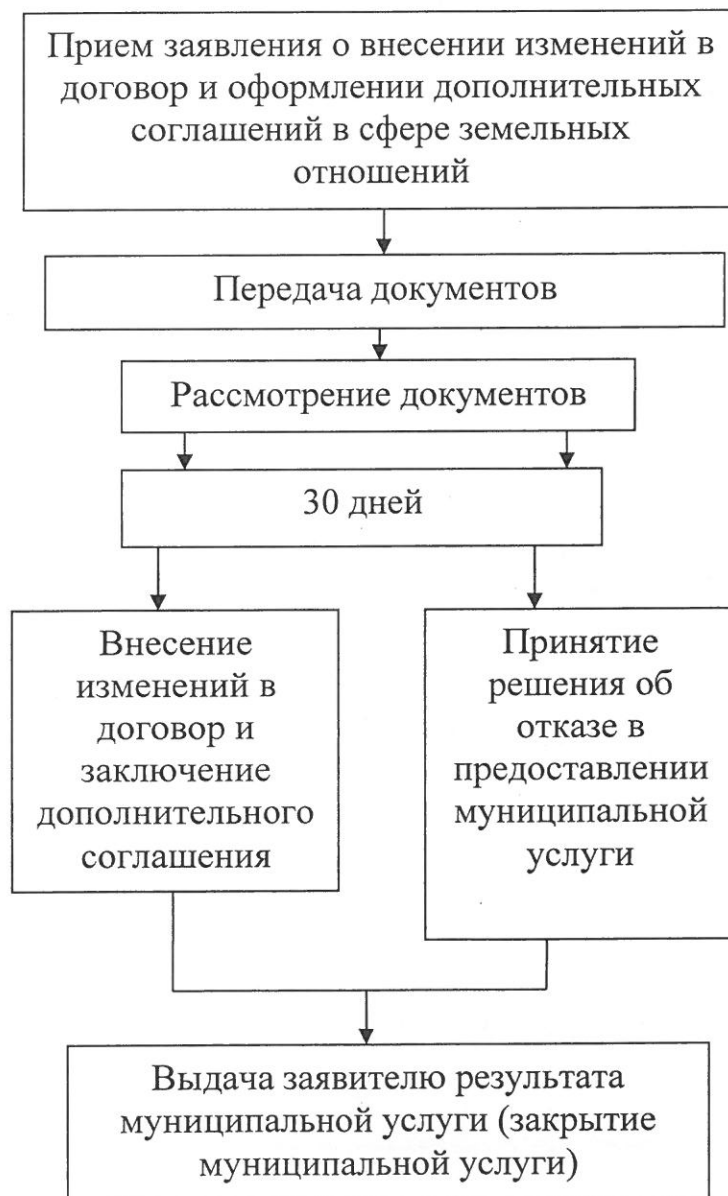 Прием заявления о внесении изменений в
договор и оформлении дополнительных
соглашений в сфере земельных
отношений
Передача документов
Рассмотрение документов
30 дней
Внесение
изменений в
договор и
заключение
дополнительного
соглашения
Принятие
решения об
отказе в
предоставлении
муниципальной
услуги
Выдача заявителю результата
муниципальной услуги (закрытие
муниципальной услуги)